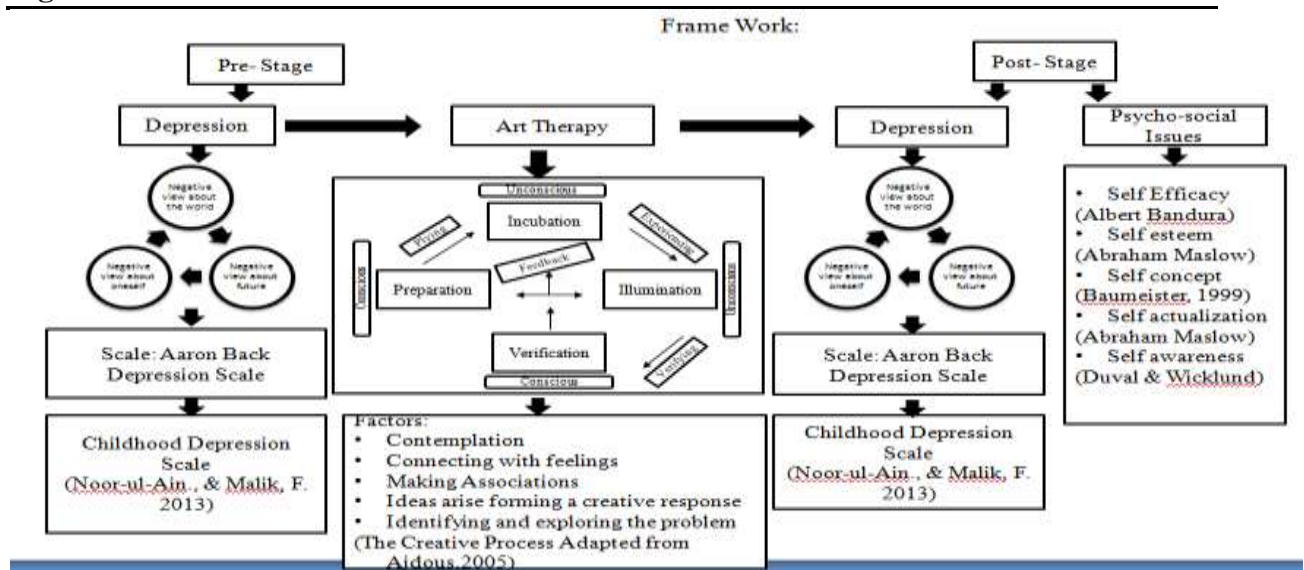 Frame Work:
Pre- Stage
Depression
Negative
view about
the world
Negative
view about
oneself
Negative
view about
future
Scale: Aaron Back
Depression Scale
Childhood Depression
Scale
(Noor-ul-Ain., & Malik, F.
2013)
Art Therapy
Unconscious
Incubation
Plying
Experiencing
Feedback
Conscious
Preparation
Illumination
Unconscious
Verification
Verifying
Conscious
Factors:
• Contemplation
• Connecting with feelings
• Making Associations
• Ideas arise forming a creative response
• Identifying and exploring the problem
(The Creative Process Adapted from
Aldous,2005)
Post- Stage
Depression
Negative
view about
the world
Negative
view about
oneself
Negative
view about
future
Scale: Aaron Back
Depression Scale
Childhood Depression
Scale
(Noor-ul-Ain., & Malik, F.
2013)
Psycho-social
Issues
• Self Efficacy
(Albert Bandura)
• Self esteem
(Abraham Maslow)
• Self concept
(Baumeister, 1999)
• Self actualization
(Abraham Maslow)
• Self awareness
(Duval & Wicklund)